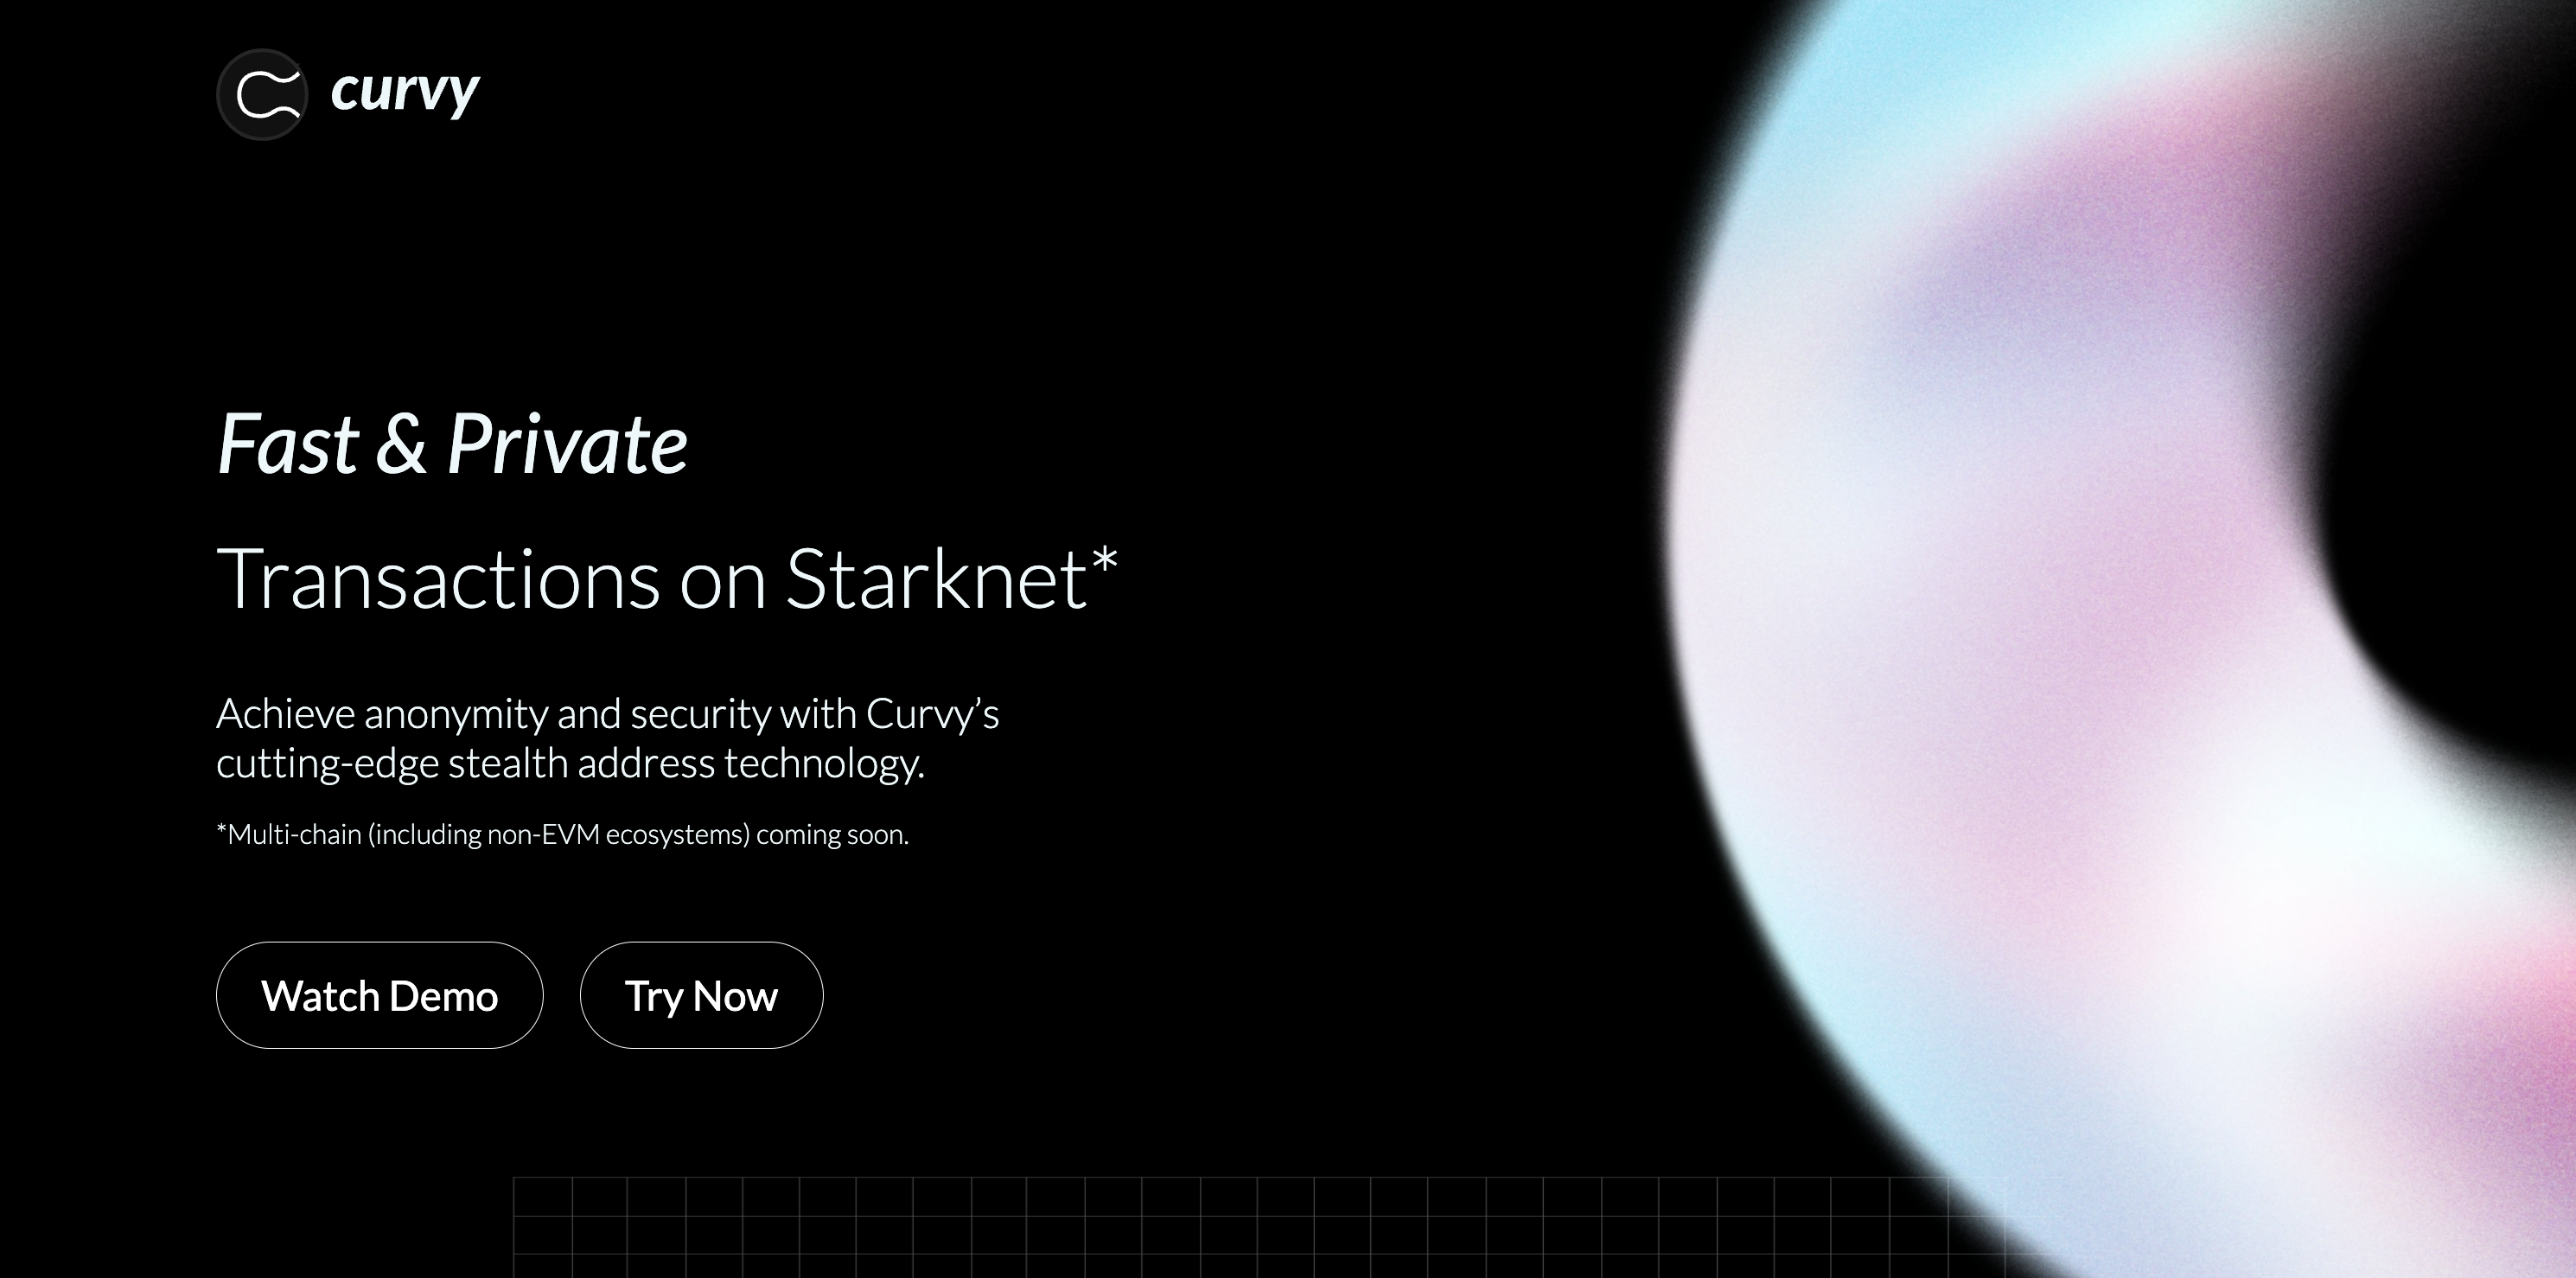 curvy
Fast & Private
Transactions on Starknet*
Achieve anonymity and security with Curvy’s
cutting-edge stealth address technology.
*Multi-chain (including non-EVM ecosystems) coming soon.
Watch Demo
Try Now